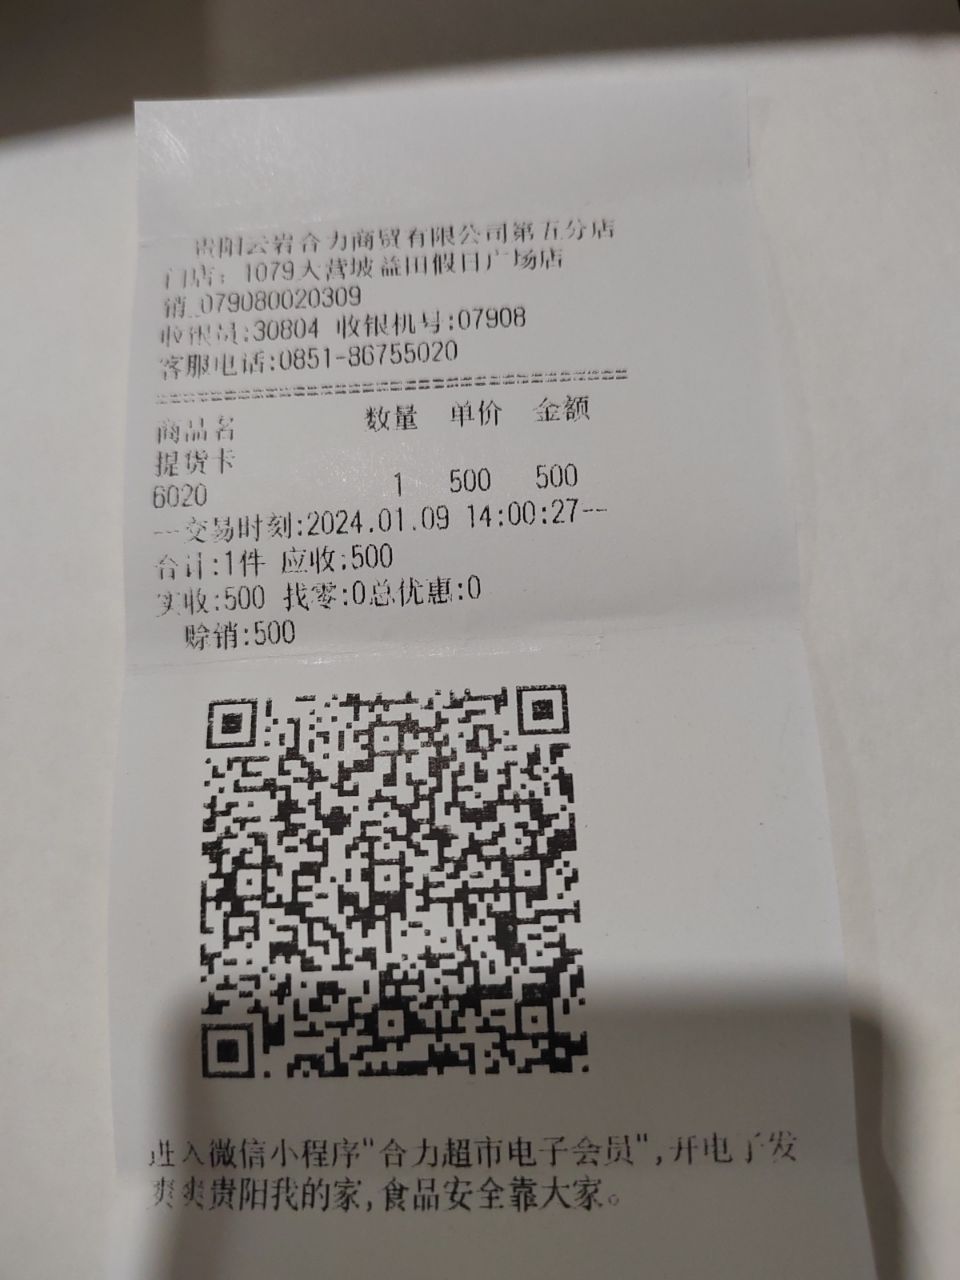 贵阳云岩合力商贸有限公司第五分店
门店: 1079大营坡益田假日广场店
销_079080020309
收银员:30804 收银机号:07908
客服电话:0851-86755020
商品名 数量 单价 金额
提货卡
6020 1 500 500
--交易时刻:2024.01.09 14:00:27--
合计:1件 应收:500
实收:500 找零:0总优惠:0
赊销:500
进入微信小程序"合力超市电子会员",开电子发
爽爽贵阳我的家,食品安全靠大家。